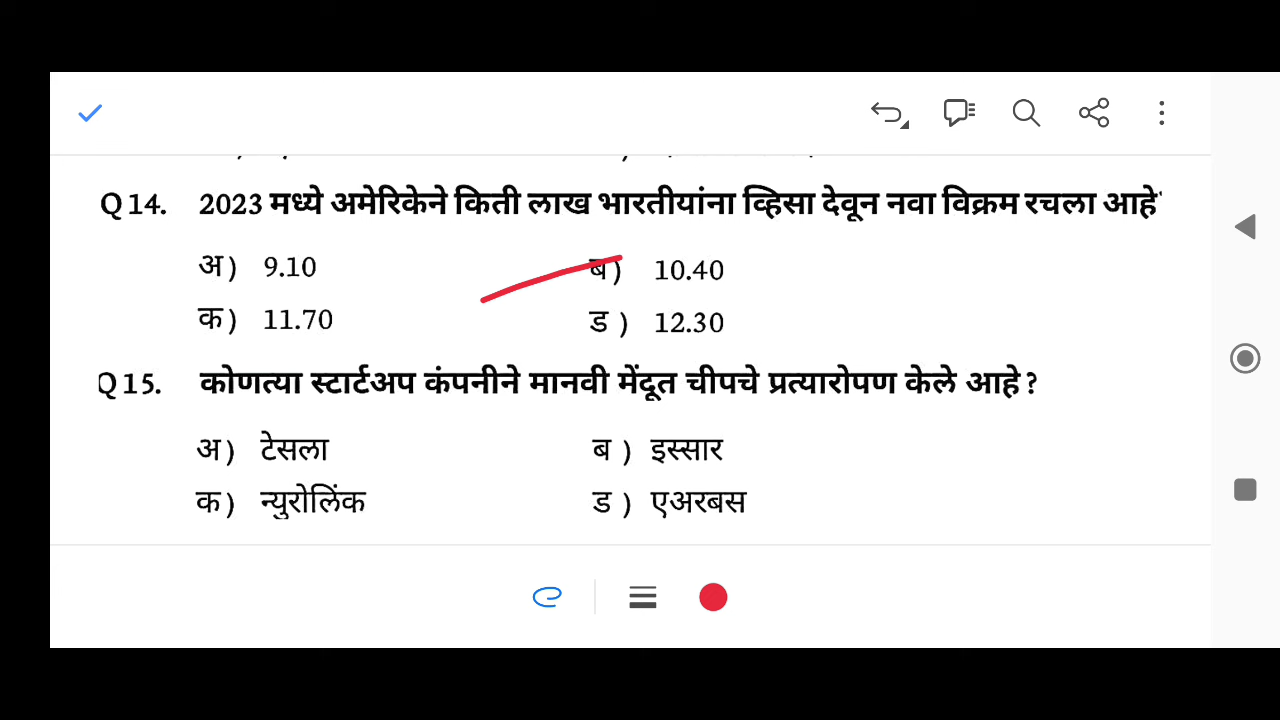 Q 14. 2023 मध्ये अमेरिकेने किती लाख भारतीयांना व्हिसा देवून नवा विक्रम रचला आहे
अ ) 9.10 ब ) 10.40
क ) 11.70 ड ) 12.30
Q 15. कोणत्या स्टार्टअप कंपनीने मानवी मेंदूत चीपचे प्रत्यारोपण केले आहे ?
अ ) टेसला ब ) इस्सार
क ) न्युरोलिंक ड ) एअरबस